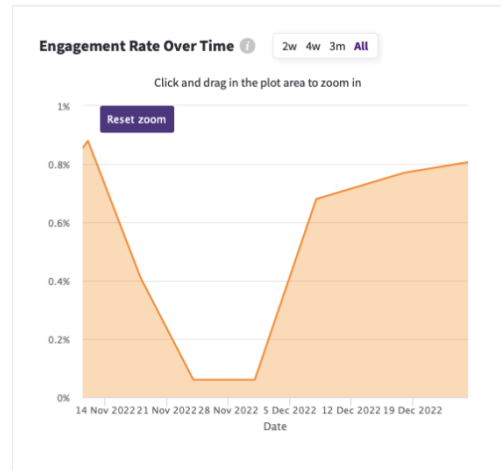 Engagement Rate Over Time i 2w 4w 3m All
Click and drag in the plot area to zoom in
1%
Reset zoom
0.8%
0.6%
0.4%
0.2%
0%
14 Nov 2022 21 Nov 2022 28 Nov 2022 5 Dec 2022 12 Dec 2022 19 Dec 2022
Date